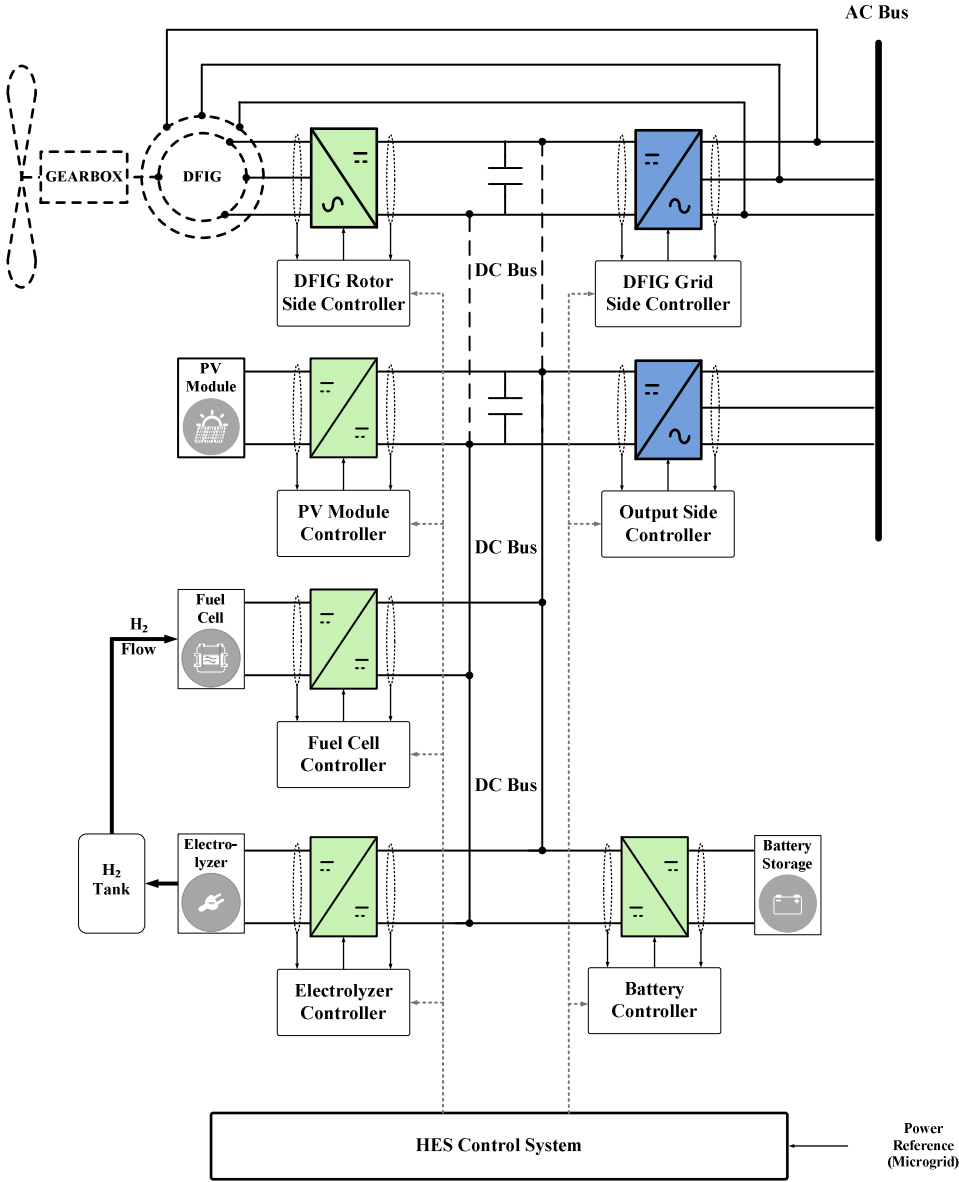 AC Bus
GEARBOX
DFIG
DC Bus
DFIG Rotor
Side Controller
DFIG Grid
Side Controller
PV
Module
PV Module
Controller
Output Side
Controller
DC Bus
Fuel
Cell
H2
Flow
Fuel Cell
Controller
DC Bus
Electro-
lyzer
Battery
Storage
H2
Tank
Electrolyzer
Controller
Battery
Controller
HES Control System
Power
Reference
(Microgrid)